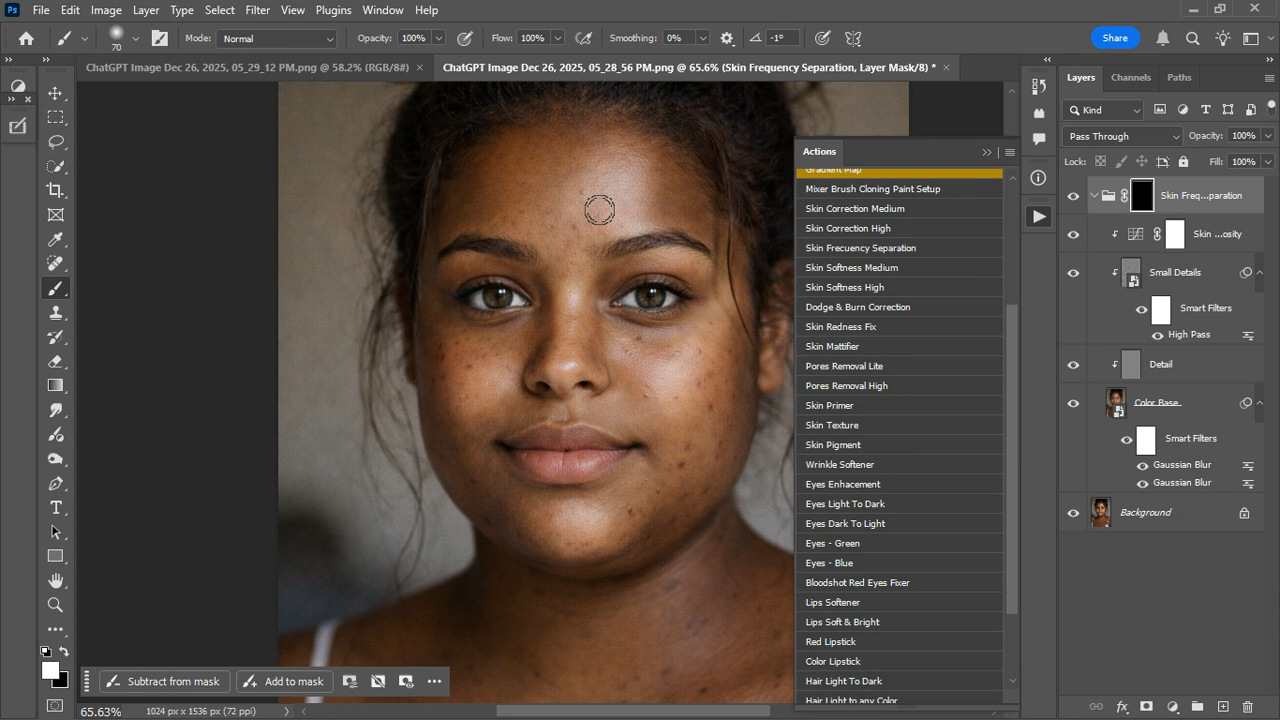 Ps File Edit Image Layer Type Select Filter View Plugins Window Help
70 Mode: Normal Opacity: 100% Flow: 100% Smoothing: 0% -1° Share
ChatGPT Image Dec 26, 2025, 05_29_12 PM.png @ 58.2% (RGB/8#) ChatGPT Image Dec 26, 2025, 05_28_56 PM.png @ 65.6% (Skin Frequency Separation, Layer Mask/8) *
Layers Channels Paths
Kind
Pass Through Opacity: 100%
Lock: Fill: 100%
Skin Freq...paration
Skin ...osity
Small Details
Smart Filters
High Pass
Detail
Color Base
Smart Filters
Gaussian Blur
Gaussian Blur
Background
Actions
Gradient Map
Mixer Brush Cloning Paint Setup
Skin Correction Medium
Skin Correction High
Skin Frecuency Separation
Skin Softness Medium
Skin Softness High
Dodge & Burn Correction
Skin Redness Fix
Skin Mattifier
Pores Removal Lite
Pores Removal High
Skin Primer
Skin Texture
Skin Pigment
Wrinkle Softener
Eyes Enhacement
Eyes Light To Dark
Eyes Dark To Light
Eyes - Green
Eyes - Blue
Bloodshot Red Eyes Fixer
Lips Softener
Lips Soft & Bright
Red Lipstick
Color Lipstick
Hair Light To Dark
Hair Light to any Color
Subtract from mask Add to mask
65.63% 1024 px x 1536 px (72 ppi)